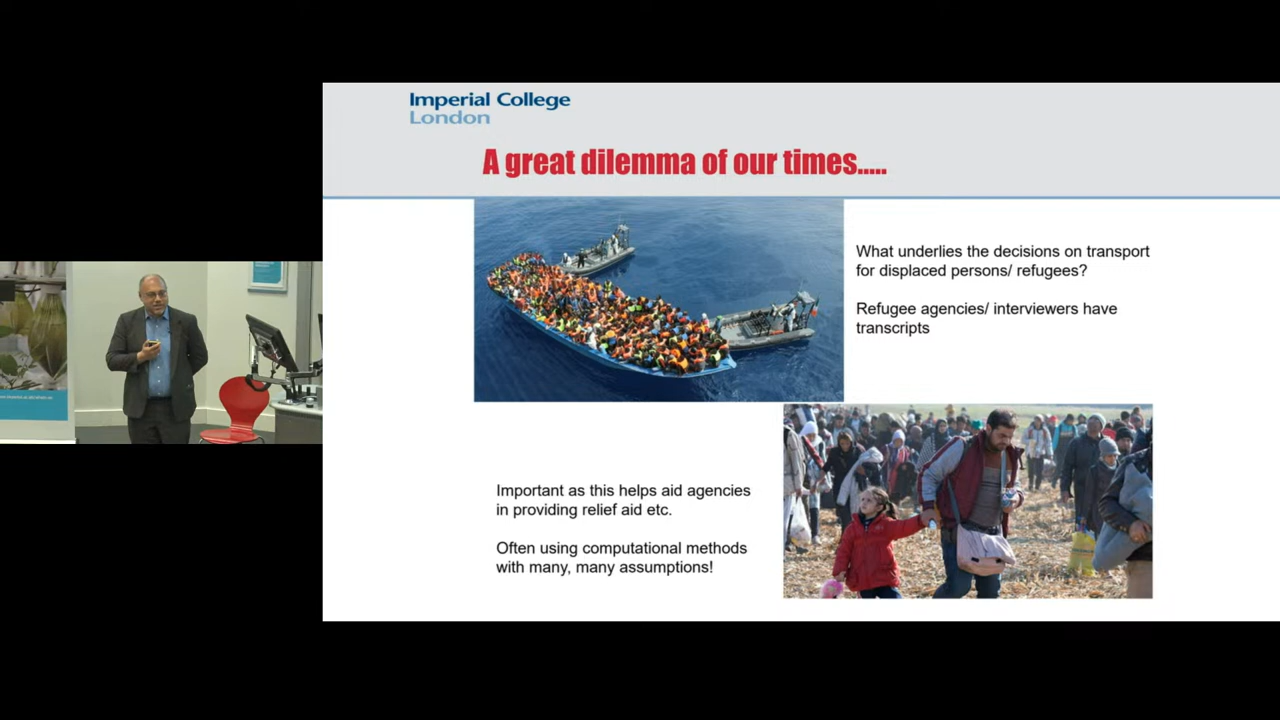 Imperial College
London
A great dilemma of our times.....
What underlies the decisions on transport
for displaced persons/ refugees?
Refugee agencies/ interviewers have
transcripts
Important as this helps aid agencies
in providing relief aid etc.
Often using computational methods
with many, many assumptions!